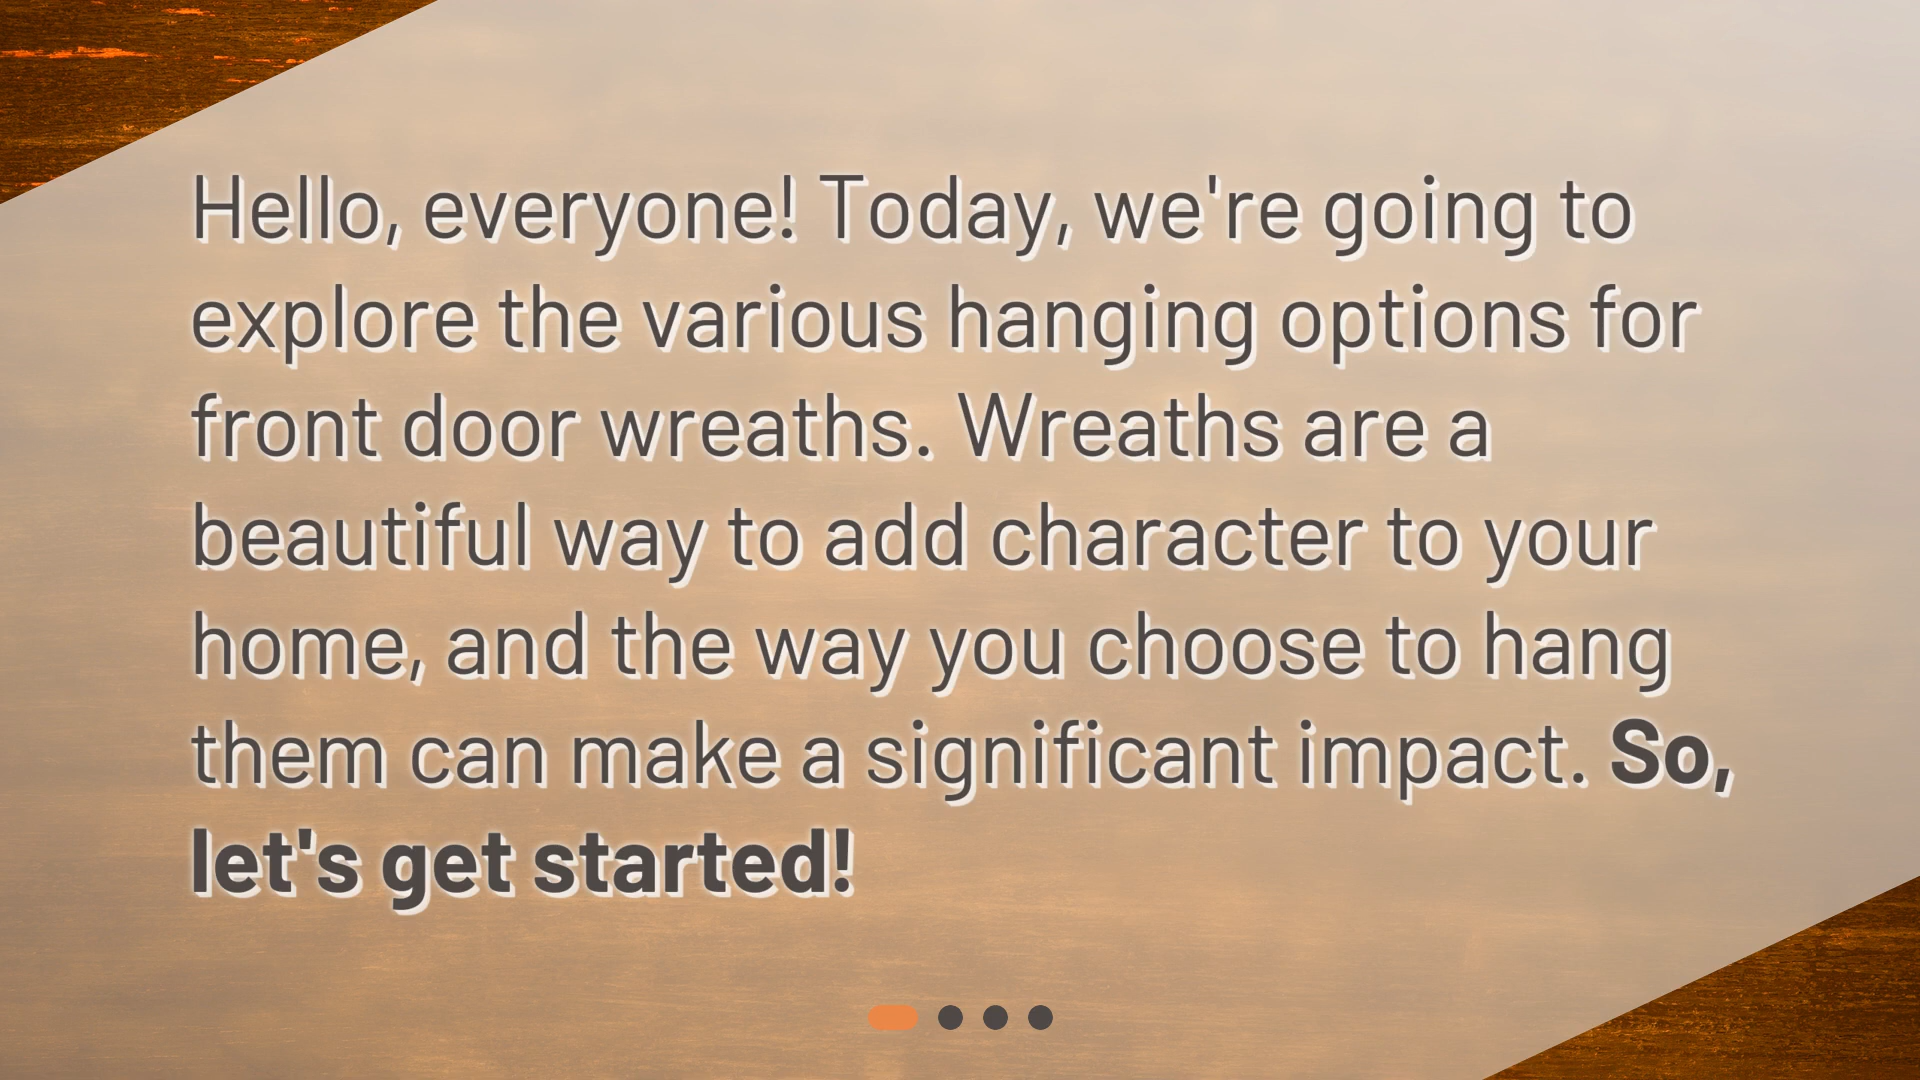 Hello, everyone! Today, we're going to
explore the various hanging options for
front door wreaths. Wreaths are a
beautiful way to add character to your
home, and the way you choose to hang
them can make a significant impact. So,
let's get started!